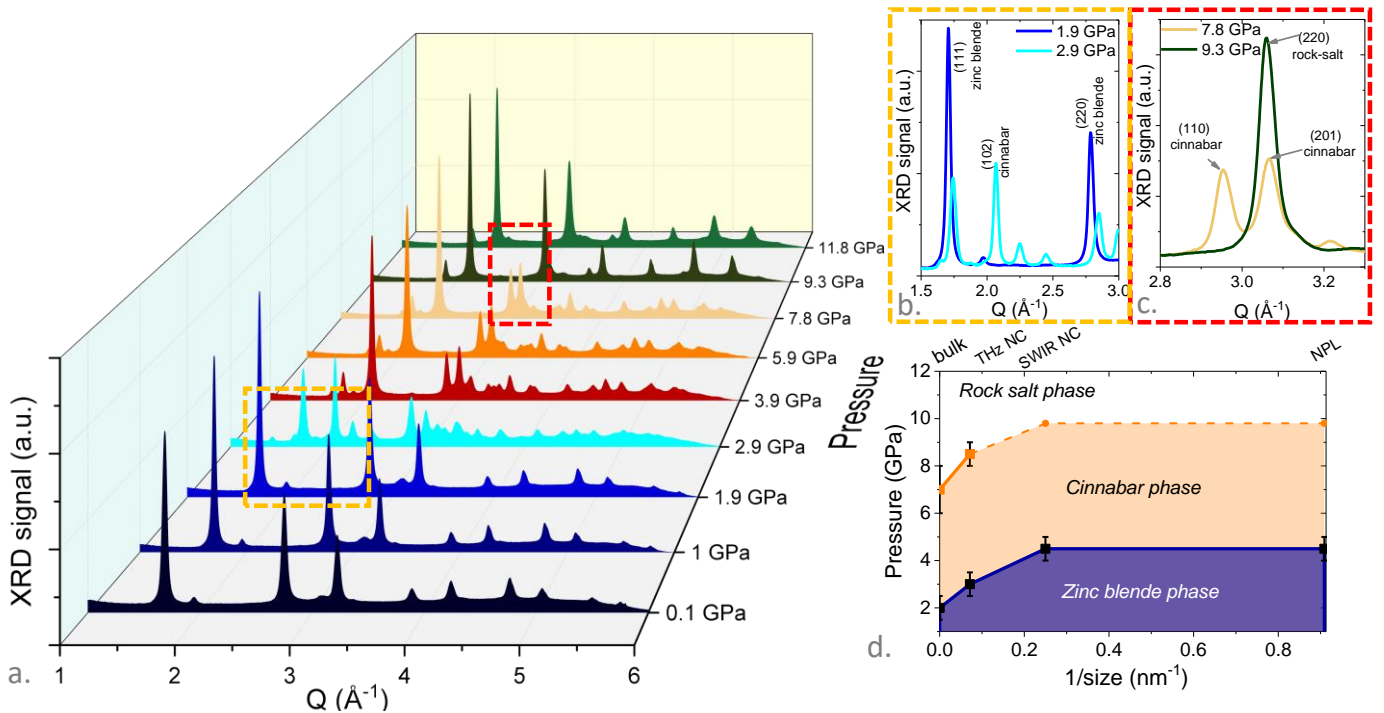 XRD signal (a.u.)
11.8 GPa
9.3 GPa
7.8 GPa
5.9 GPa
3.9 GPa
2.9 GPa
1.9 GPa
1 GPa
0.1 GPa
Pressure
1 2 3 4 5 6
Q (Å⁻¹)
a.
XRD signal (a.u.)
1.9 GPa
2.9 GPa
(111)
zinc blende
(102)
cinnabar
(220)
zinc blende
1.5 2.0 2.5 3.0
Q (Å⁻¹)
b.
XRD signal (a.u.)
7.8 GPa
9.3 GPa
(220)
rock-salt
(110)
cinnabar
(201)
cinnabar
2.8 3.0 3.2
Q (Å⁻¹)
c.
bulk
THz NC
SWIR NC
NPL
Pressure (GPa)
12
10
8
6
4
2
Rock salt phase
Cinnabar phase
Zinc blende phase
0.0 0.2 0.4 0.6 0.8
1/size (nm⁻¹)
d.